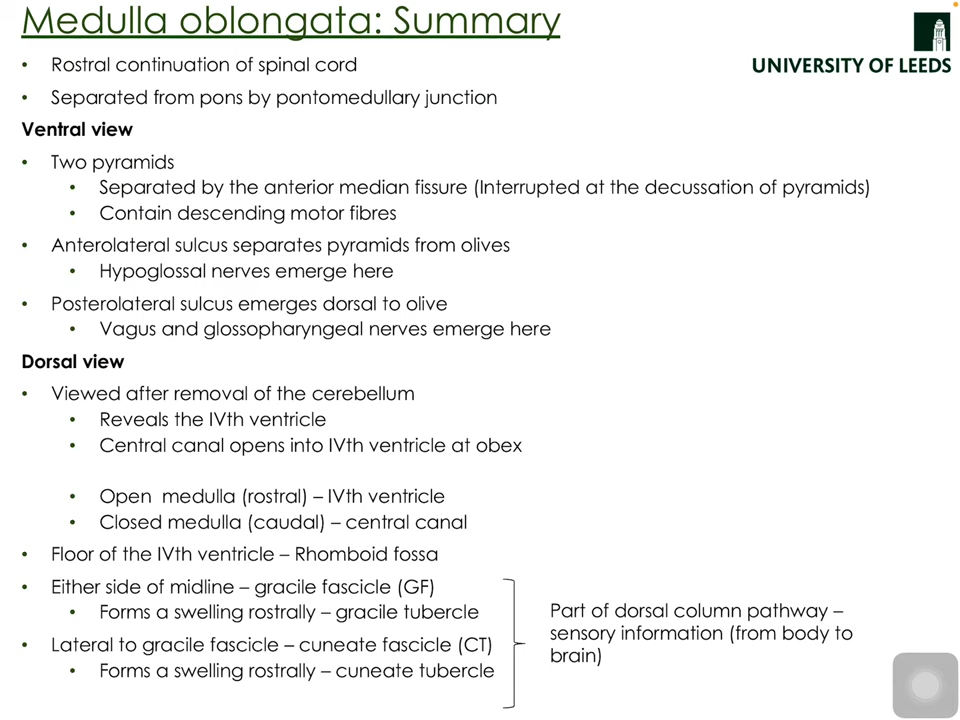 Medulla oblongata: Summary
UNIVERSITY OF LEEDS
• Rostral continuation of spinal cord
• Separated from pons by pontomedullary junction
Ventral view
• Two pyramids
• Separated by the anterior median fissure (Interrupted at the decussation of pyramids)
• Contain descending motor fibres
• Anterolateral sulcus separates pyramids from olives
• Hypoglossal nerves emerge here
• Posterolateral sulcus emerges dorsal to olive
• Vagus and glossopharyngeal nerves emerge here
Dorsal view
• Viewed after removal of the cerebellum
• Reveals the IVth ventricle
• Central canal opens into IVth ventricle at obex
• Open medulla (rostral) – IVth ventricle
• Closed medulla (caudal) – central canal
• Floor of the IVth ventricle – Rhomboid fossa
• Either side of midline – gracile fascicle (GF)
• Forms a swelling rostrally – gracile tubercle
• Lateral to gracile fascicle – cuneate fascicle (CT)
• Forms a swelling rostrally – cuneate tubercle
Part of dorsal column pathway –
sensory information (from body to
brain)